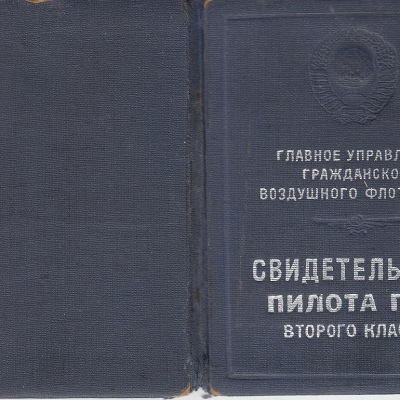 ГЛАВНОЕ УПРАВЛ
ГРАЖДАНСКО
ВОЗДУШНОГО ФЛОТ
СВИДЕТЕЛЬ
ПИЛОТА Г
ВТОРОГО КЛАС